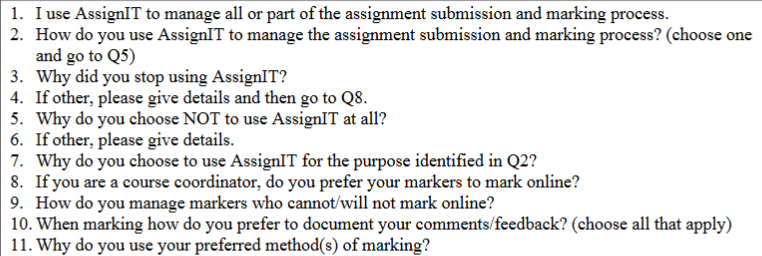 1. I use AssignIT to manage all or part of the assignment submission and marking process.
2. How do you use AssignIT to manage the assignment submission and marking process? (choose one
and go to Q5)
3. Why did you stop using AssignIT?
4. If other, please give details and then go to Q8.
5. Why do you choose NOT to use AssignIT at all?
6. If other, please give details.
7. Why do you choose to use AssignIT for the purpose identified in Q2?
8. If you are a course coordinator, do you prefer your markers to mark online?
9. How do you manage markers who cannot/will not mark online?
10. When marking how do you prefer to document your comments/feedback? (choose all that apply)
11. Why do you use your preferred method(s) of marking?